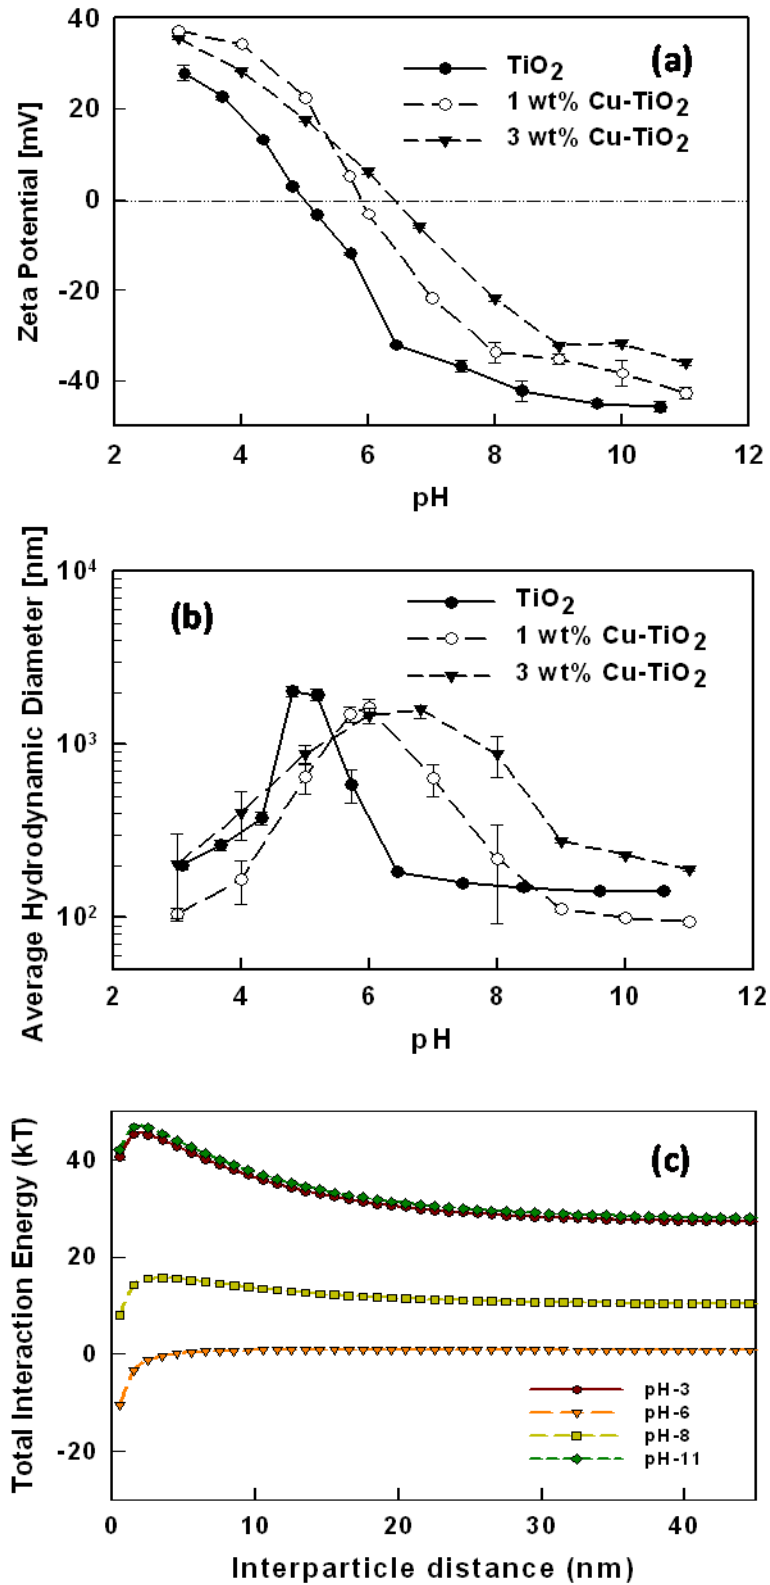 40
20
0
-20
-40
Zeta Potential [mV]
TiO2
1 wt% Cu-TiO2
3 wt% Cu-TiO2
(a)
2 4 6 8 10 12
pH
10^4
10^3
10^2
Average Hydrodynamic Diameter [nm]
(b)
TiO2
1 wt% Cu-TiO2
3 wt% Cu-TiO2
2 4 6 8 10 12
pH
40
20
0
-20
Total Interaction Energy (kT)
(c)
pH-3
pH-6
pH-8
pH-11
0 10 20 30 40
Interparticle distance (nm)